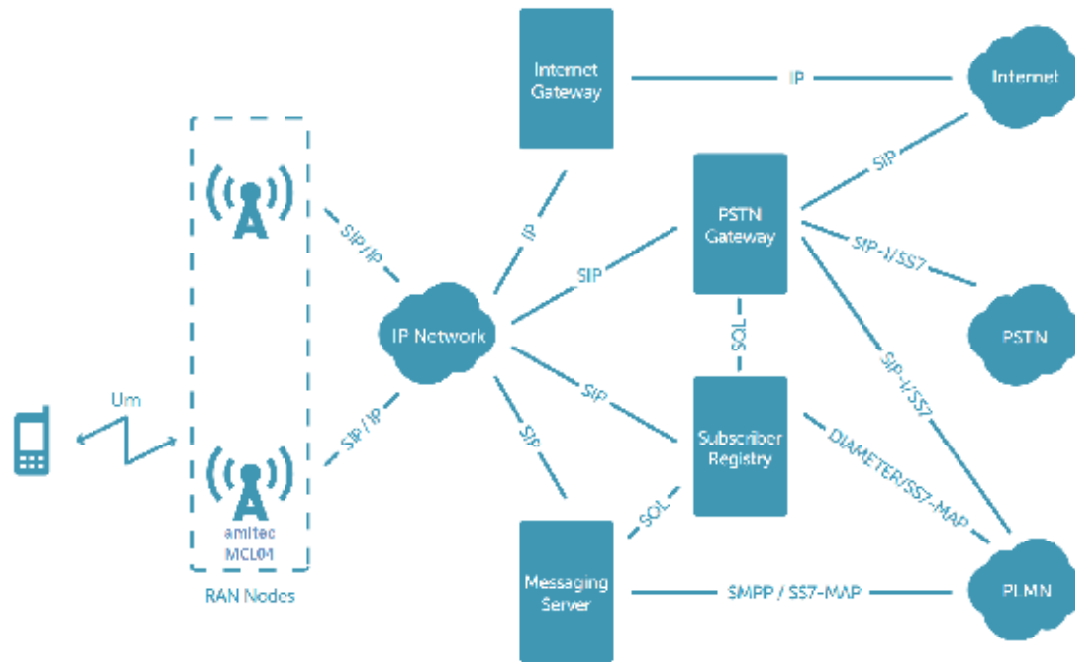 Internet
Gateway
IP
Internet
SIP
PSTN
Gateway
SIP/IP
IP
SIP
SIP-I/SS7
IP Network
SQL
PSTN
SIP-I/SS7
Um
SIP/IP
SIP
SIP
Subscriber
Registry
DIAMETER/SS7-MAP
SQL
amitec
MCL04
RAN Nodes
Messaging
Server
SMPP / SS7-MAP
PLMN